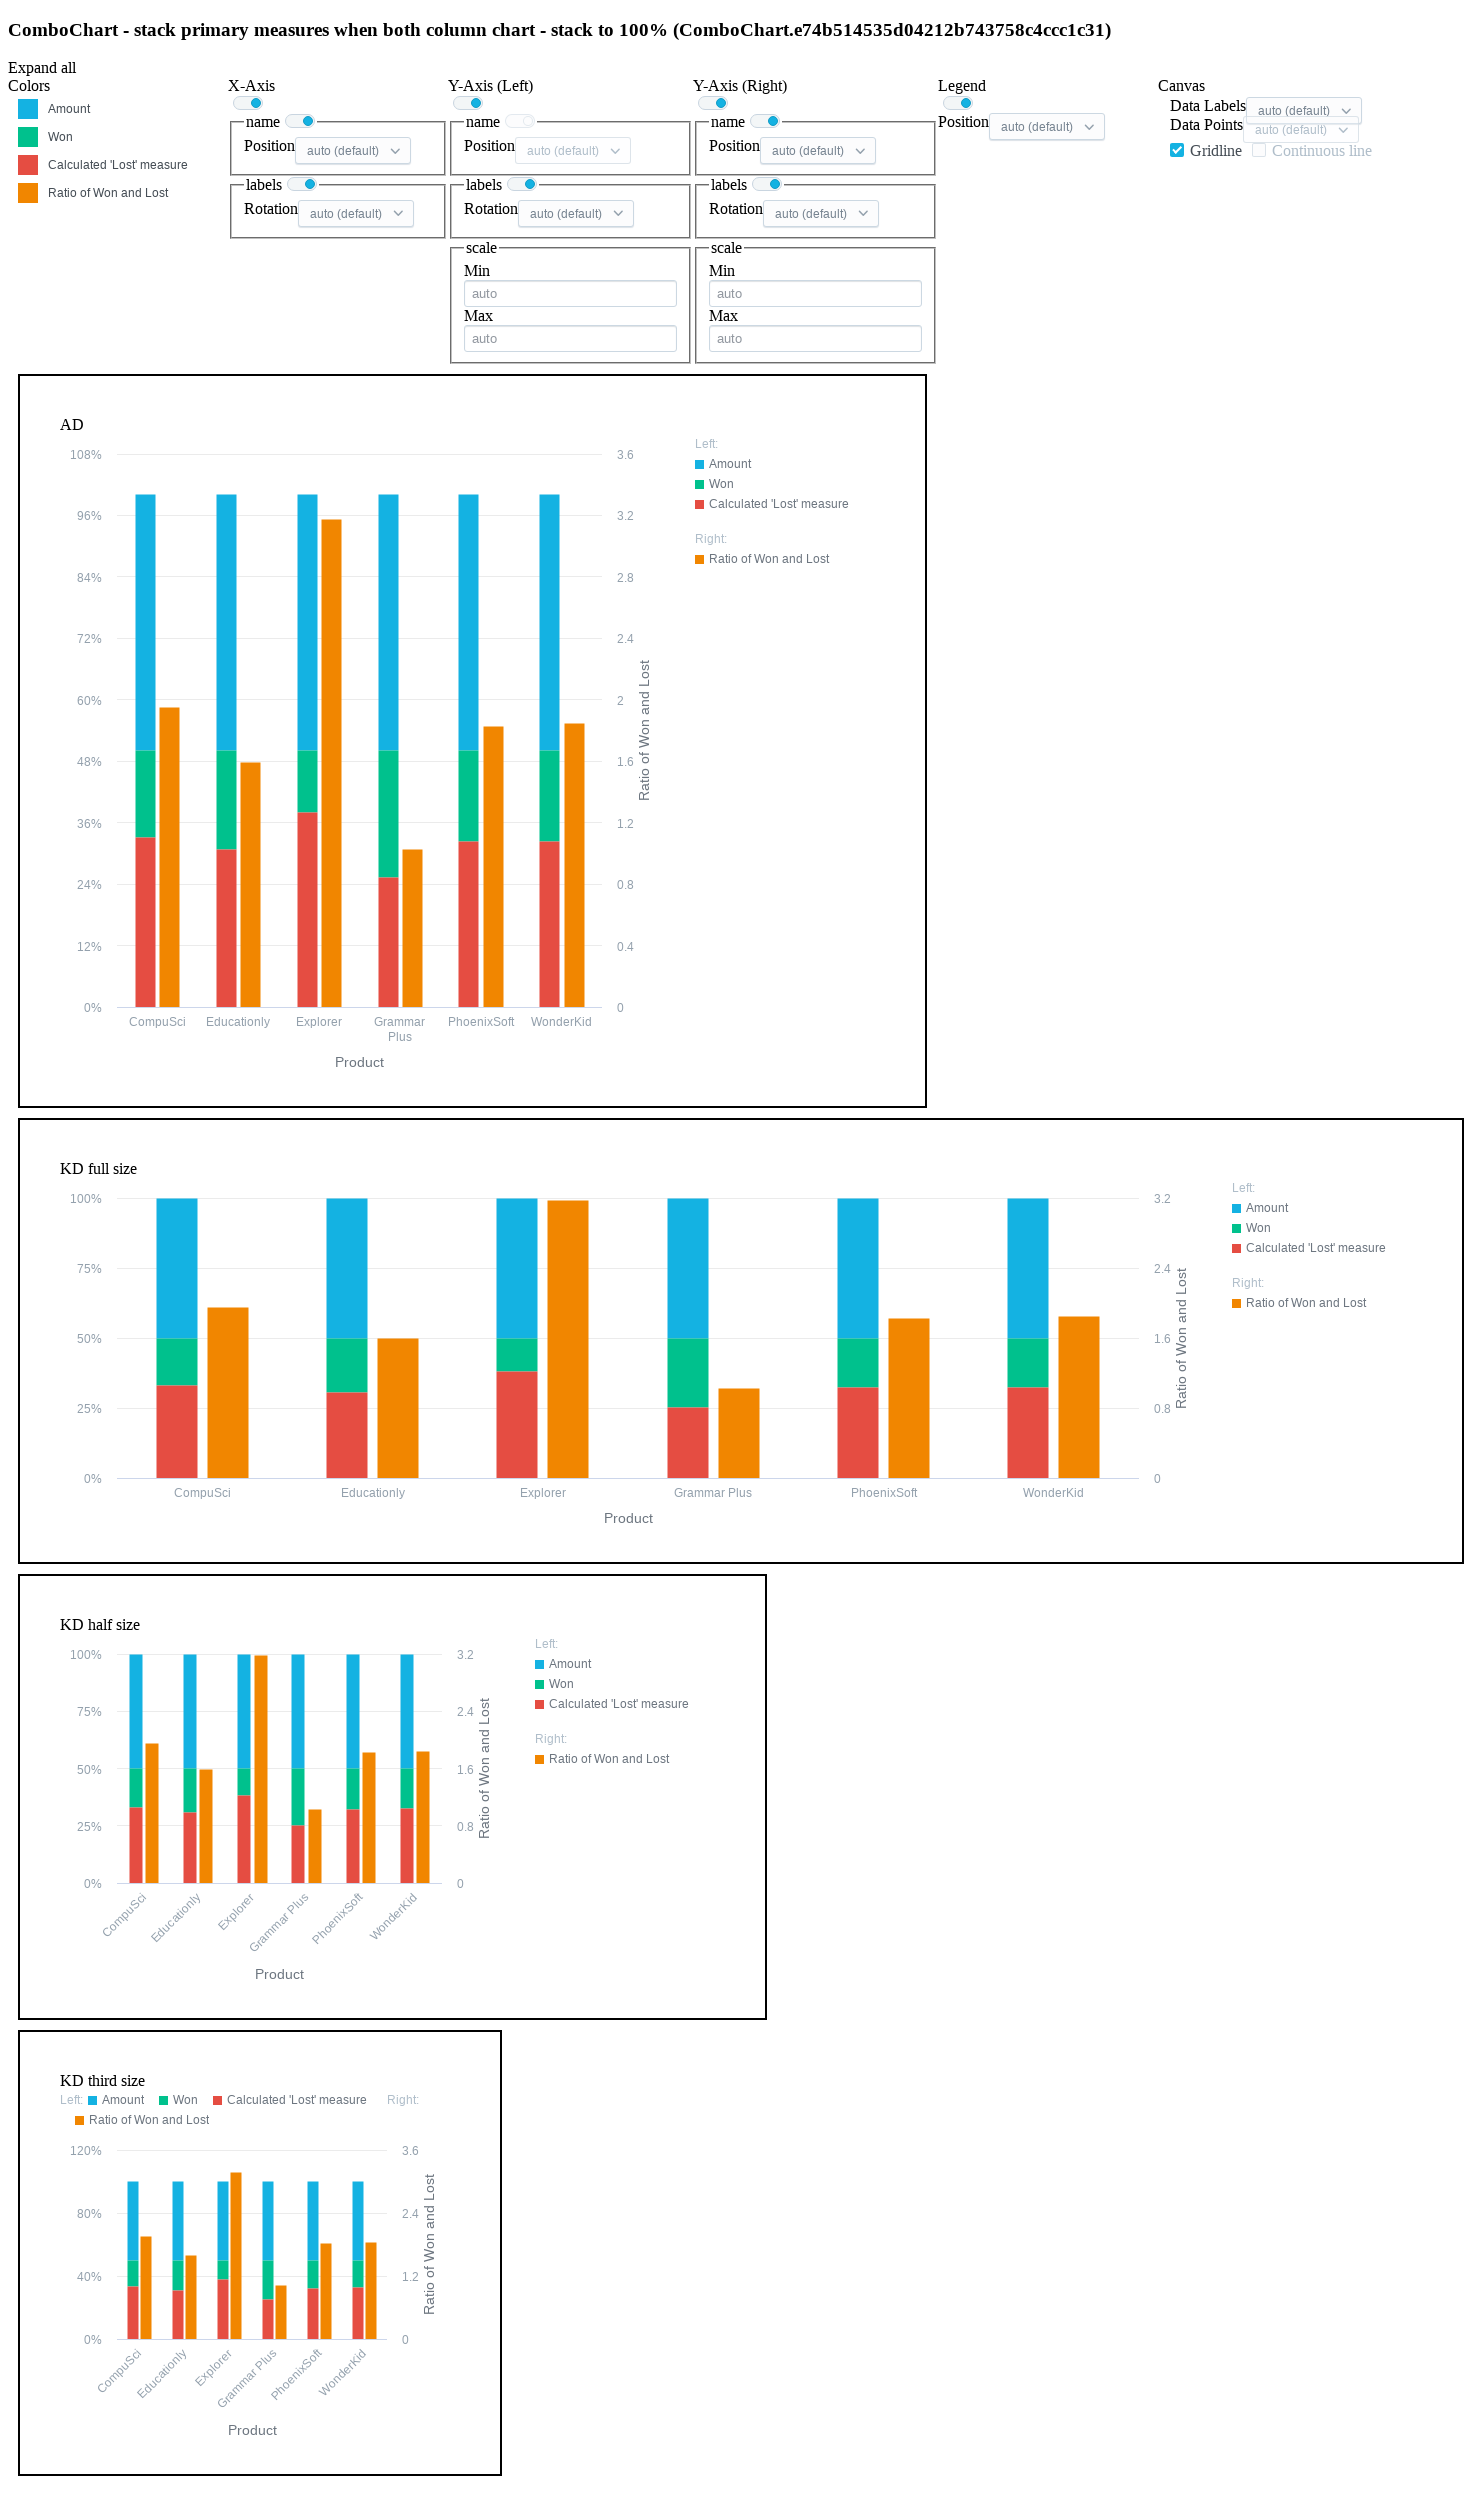 ComboChart - stack primary measures when both column chart - stack to 100% (ComboChart.e74b514535d04212b743758c4ccc1c31)
Expand all
Colors
Amount
Won
Calculated 'Lost' measure
Ratio of Won and Lost
X-Axis
name
Position auto (default)
labels
Rotation auto (default)
Y-Axis (Left)
name
Position auto (default)
labels
Rotation auto (default)
scale
Min
auto
Max
auto
Y-Axis (Right)
name
Position auto (default)
labels
Rotation auto (default)
scale
Min
auto
Max
auto
Legend
Position auto (default)
Canvas
Data Labels auto (default)
Data Points auto (default)
Gridline Continuous line
AD
108%
96%
84%
72%
60%
48%
36%
24%
12%
0%
3.6
3.2
2.8
2.4
2
1.6
1.2
0.8
0.4
0
Ratio of Won and Lost
CompuSci Educationly Explorer Grammar Plus PhoenixSoft WonderKid
Product
Left:
Amount
Won
Calculated 'Lost' measure
Right:
Ratio of Won and Lost
KD full size
100%
75%
50%
25%
0%
3.2
2.4
1.6
0.8
0
Ratio of Won and Lost
CompuSci Educationly Explorer Grammar Plus PhoenixSoft WonderKid
Product
Left:
Amount
Won
Calculated 'Lost' measure
Right:
Ratio of Won and Lost
KD half size
100%
75%
50%
25%
0%
3.2
2.4
1.6
0.8
0
Ratio of Won and Lost
CompuSci Educationly Explorer Grammar Plus PhoenixSoft WonderKid
Product
Left:
Amount
Won
Calculated 'Lost' measure
Right:
Ratio of Won and Lost
KD third size
Left: Amount Won Calculated 'Lost' measure Right:
Ratio of Won and Lost
120%
80%
40%
0%
3.6
2.4
1.2
0
Ratio of Won and Lost
CompuSci Educationly Explorer Grammar Plus PhoenixSoft WonderKid
Product